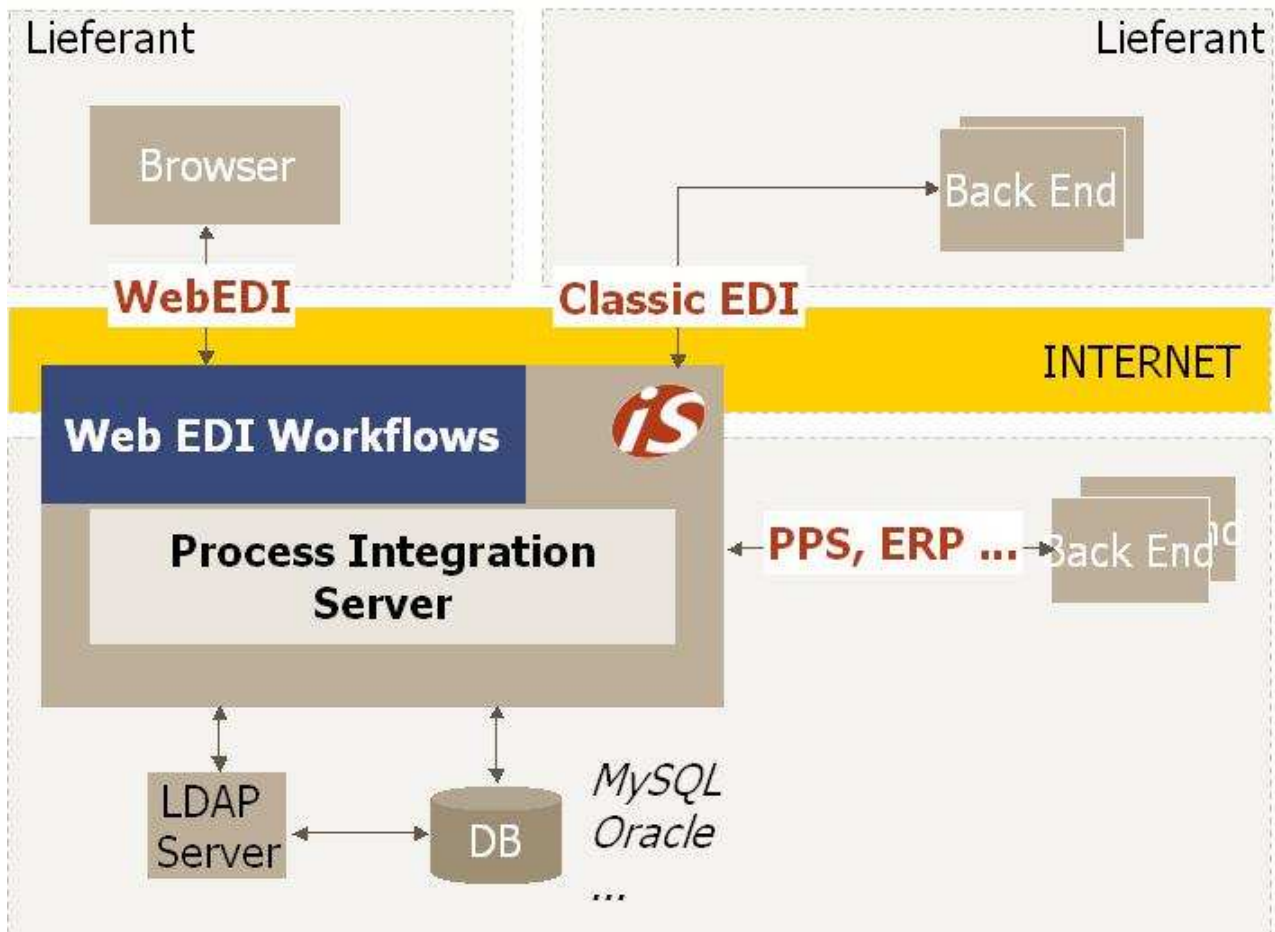 Lieferant
Lieferant
Browser
Back End
WebEDI
Classic EDI
INTERNET
Web EDI Workflows
iS
Process Integration
Server
PPS, ERP ...
Back End
nd
LDAP
Server
DB
MySQL
Oracle
...